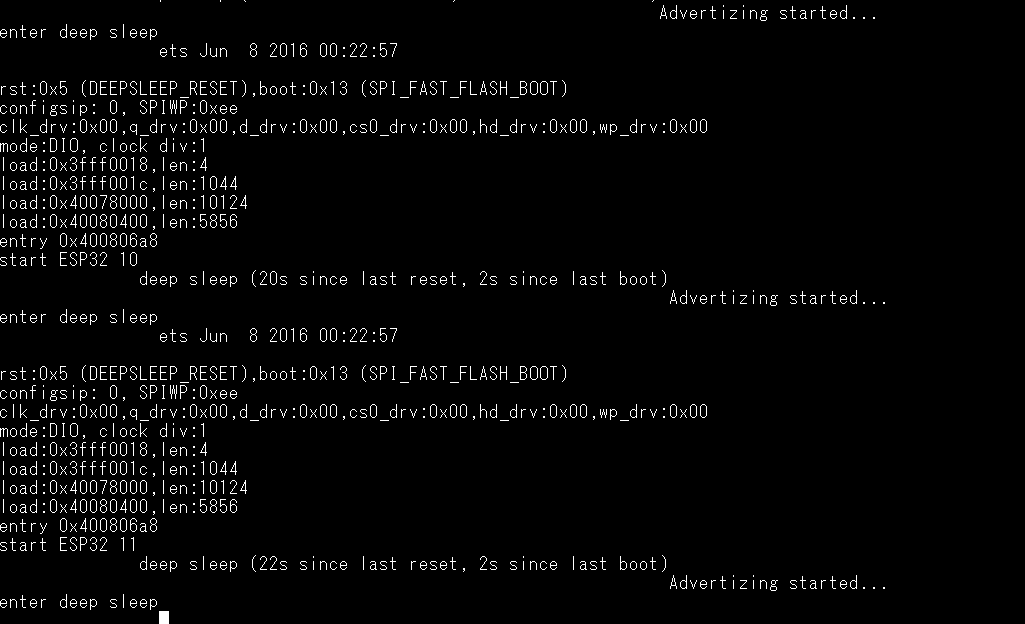 Advertizing started...
enter deep sleep
ets Jun  8 2016 00:22:57
rst:0x5 (DEEPSLEEP_RESET),boot:0x13 (SPI_FAST_FLASH_BOOT)
configsip: 0, SPIWP:0xee
clk_drv:0x00,q_drv:0x00,d_drv:0x00,cs0_drv:0x00,hd_drv:0x00,wp_drv:0x00
mode:DIO, clock div:1
load:0x3fff0018,len:4
load:0x3fff001c,len:1044
load:0x40078000,len:10124
load:0x40080400,len:5856
entry 0x400806a8
start ESP32 10
deep sleep (20s since last reset, 2s since last boot)
Advertizing started...
enter deep sleep
ets Jun  8 2016 00:22:57
rst:0x5 (DEEPSLEEP_RESET),boot:0x13 (SPI_FAST_FLASH_BOOT)
configsip: 0, SPIWP:0xee
clk_drv:0x00,q_drv:0x00,d_drv:0x00,cs0_drv:0x00,hd_drv:0x00,wp_drv:0x00
mode:DIO, clock div:1
load:0x3fff0018,len:4
load:0x3fff001c,len:1044
load:0x40078000,len:10124
load:0x40080400,len:5856
entry 0x400806a8
start ESP32 11
deep sleep (22s since last reset, 2s since last boot)
Advertizing started...
enter deep sleep